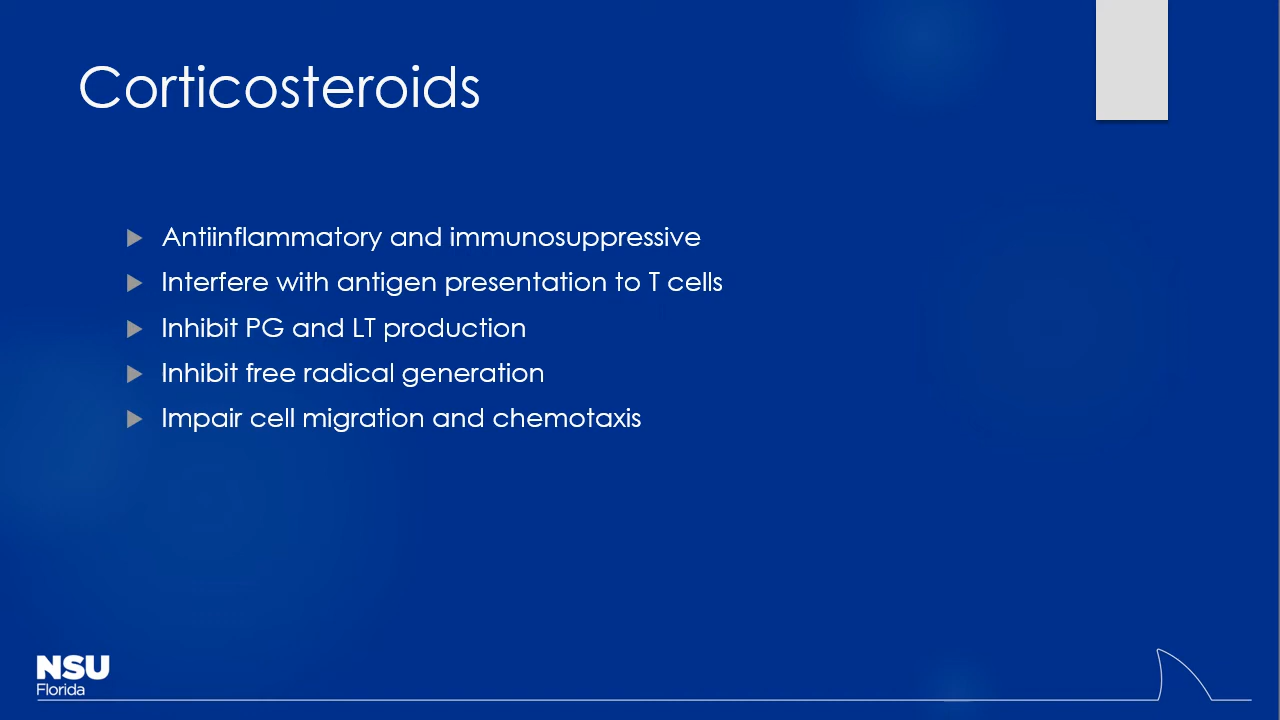 Corticosteroids
Antiinflammatory and immunosuppressive
Interfere with antigen presentation to T cells
Inhibit PG and LT production
Inhibit free radical generation
Impair cell migration and chemotaxis
NSU
Florida